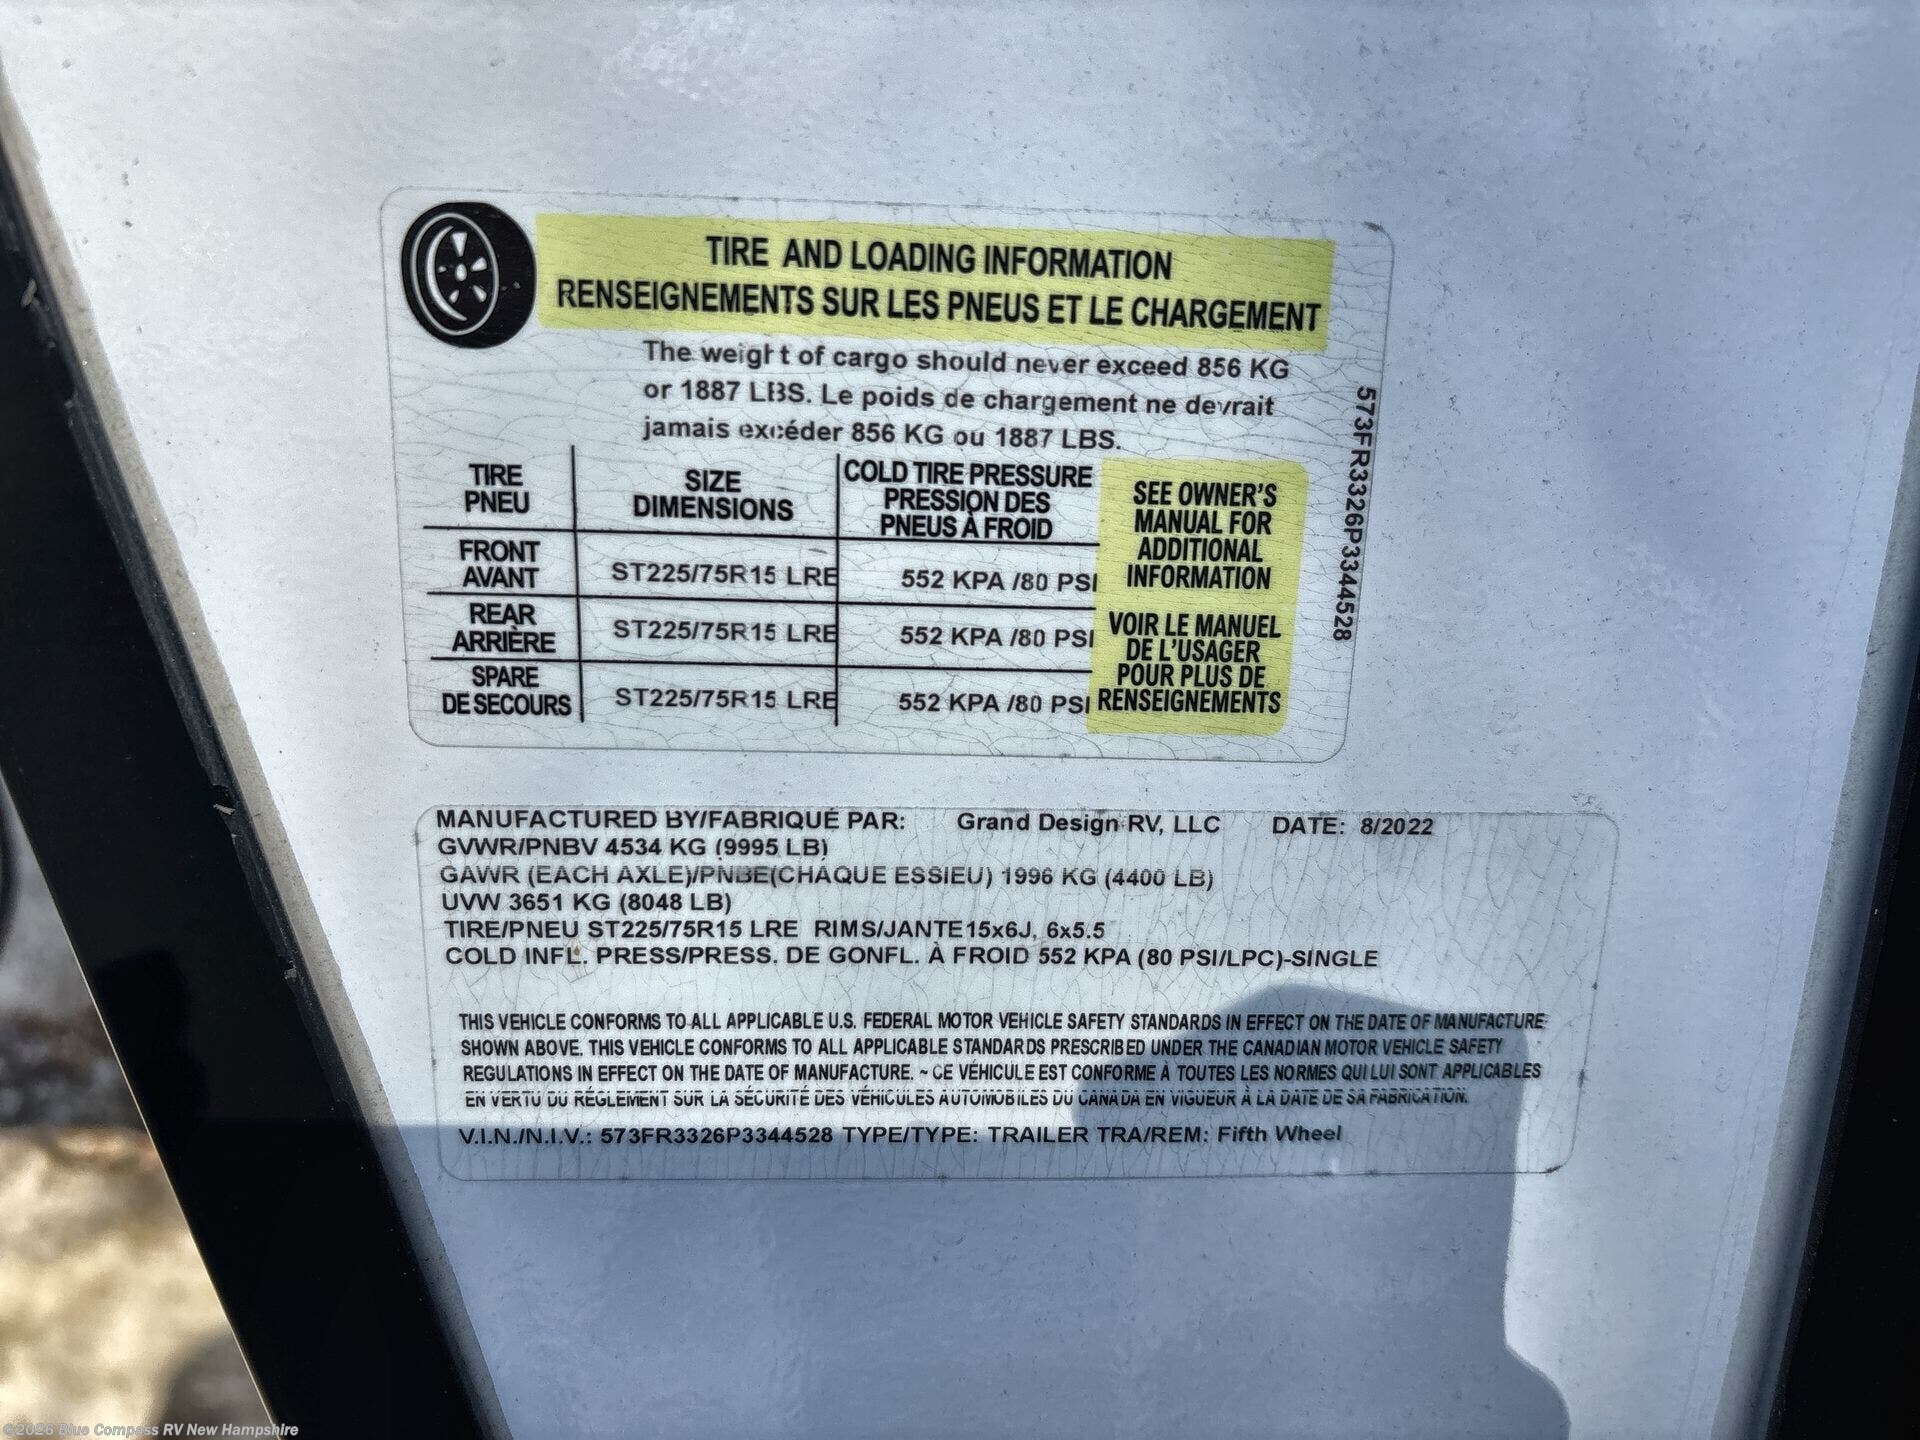 TIRE AND LOADING INFORMATION
RENSEIGNEMENTS SUR LES PNEUS ET LE CHARGEMENT
The weight of cargo should never exceed 856 KG
or 1887 LBS. Le poids de chargement ne devrait
jamais excéder 856 KG ou 1887 LBS.
TIRE PNEU
SIZE DIMENSIONS
COLD TIRE PRESSURE PRESSION DES PNEUS À FROID
FRONT AVANT ST225/75R15 LRE 552 KPA /80 PSI
REAR ARRIÈRE ST225/75R15 LRE 552 KPA /80 PSI
SPARE DE SECOURS ST225/75R15 LRE 552 KPA /80 PSI
SEE OWNER'S
MANUAL FOR
ADDITIONAL
INFORMATION
VOIR LE MANUEL
DE L'USAGER
POUR PLUS DE
RENSEIGNEMENTS
573FR3326P3344528
MANUFACTURED BY/FABRIQUÉ PAR: Grand Design RV, LLC DATE: 8/2022
GVWR/PNBV 4534 KG (9995 LB)
GAWR (EACH AXLE)/PNBE(CHAQUE ESSIEU) 1996 KG (4400 LB)
UVW 3651 KG (8048 LB)
TIRE/PNEU ST225/75R15 LRE RIMS/JANTE15x6J, 6x5.5
COLD INFL. PRESS/PRESS. DE GONFL. À FROID 552 KPA (80 PSI/LPC)-SINGLE
THIS VEHICLE CONFORMS TO ALL APPLICABLE U.S. FEDERAL MOTOR VEHICLE SAFETY STANDARDS IN EFFECT ON THE DATE OF MANUFACTURE
SHOWN ABOVE. THIS VEHICLE CONFORMS TO ALL APPLICABLE STANDARDS PRESCRIBED UNDER THE CANADIAN MOTOR VEHICLE SAFETY
REGULATIONS IN EFFECT ON THE DATE OF MANUFACTURE. ~ CE VÉHICULE EST CONFORME À TOUTES LES NORMES QUI LUI SONT APPLICABLES
EN VERTU DU RÉGLEMENT SUR LA SÉCURITÉ DES VÉHICULES AUTOMOBILES DU CANADA EN VIGUEUR À LA DATE DE SA FABRICATION.
V.I.N./N.I.V.: 573FR3326P3344528 TYPE/TYPE: TRAILER TRA/REM: Fifth Wheel
©2026 Blue Compass RV New Hampshire